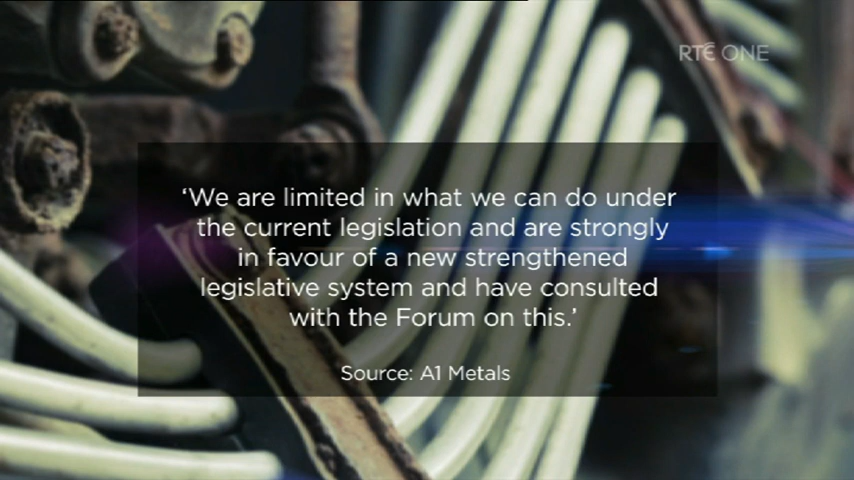 RTÉ ONE
‘We are limited in what we can do under
the current legislation and are strongly
in favour of a new strengthened
legislative system and have consulted
with the Forum on this.’
Source: A1 Metals